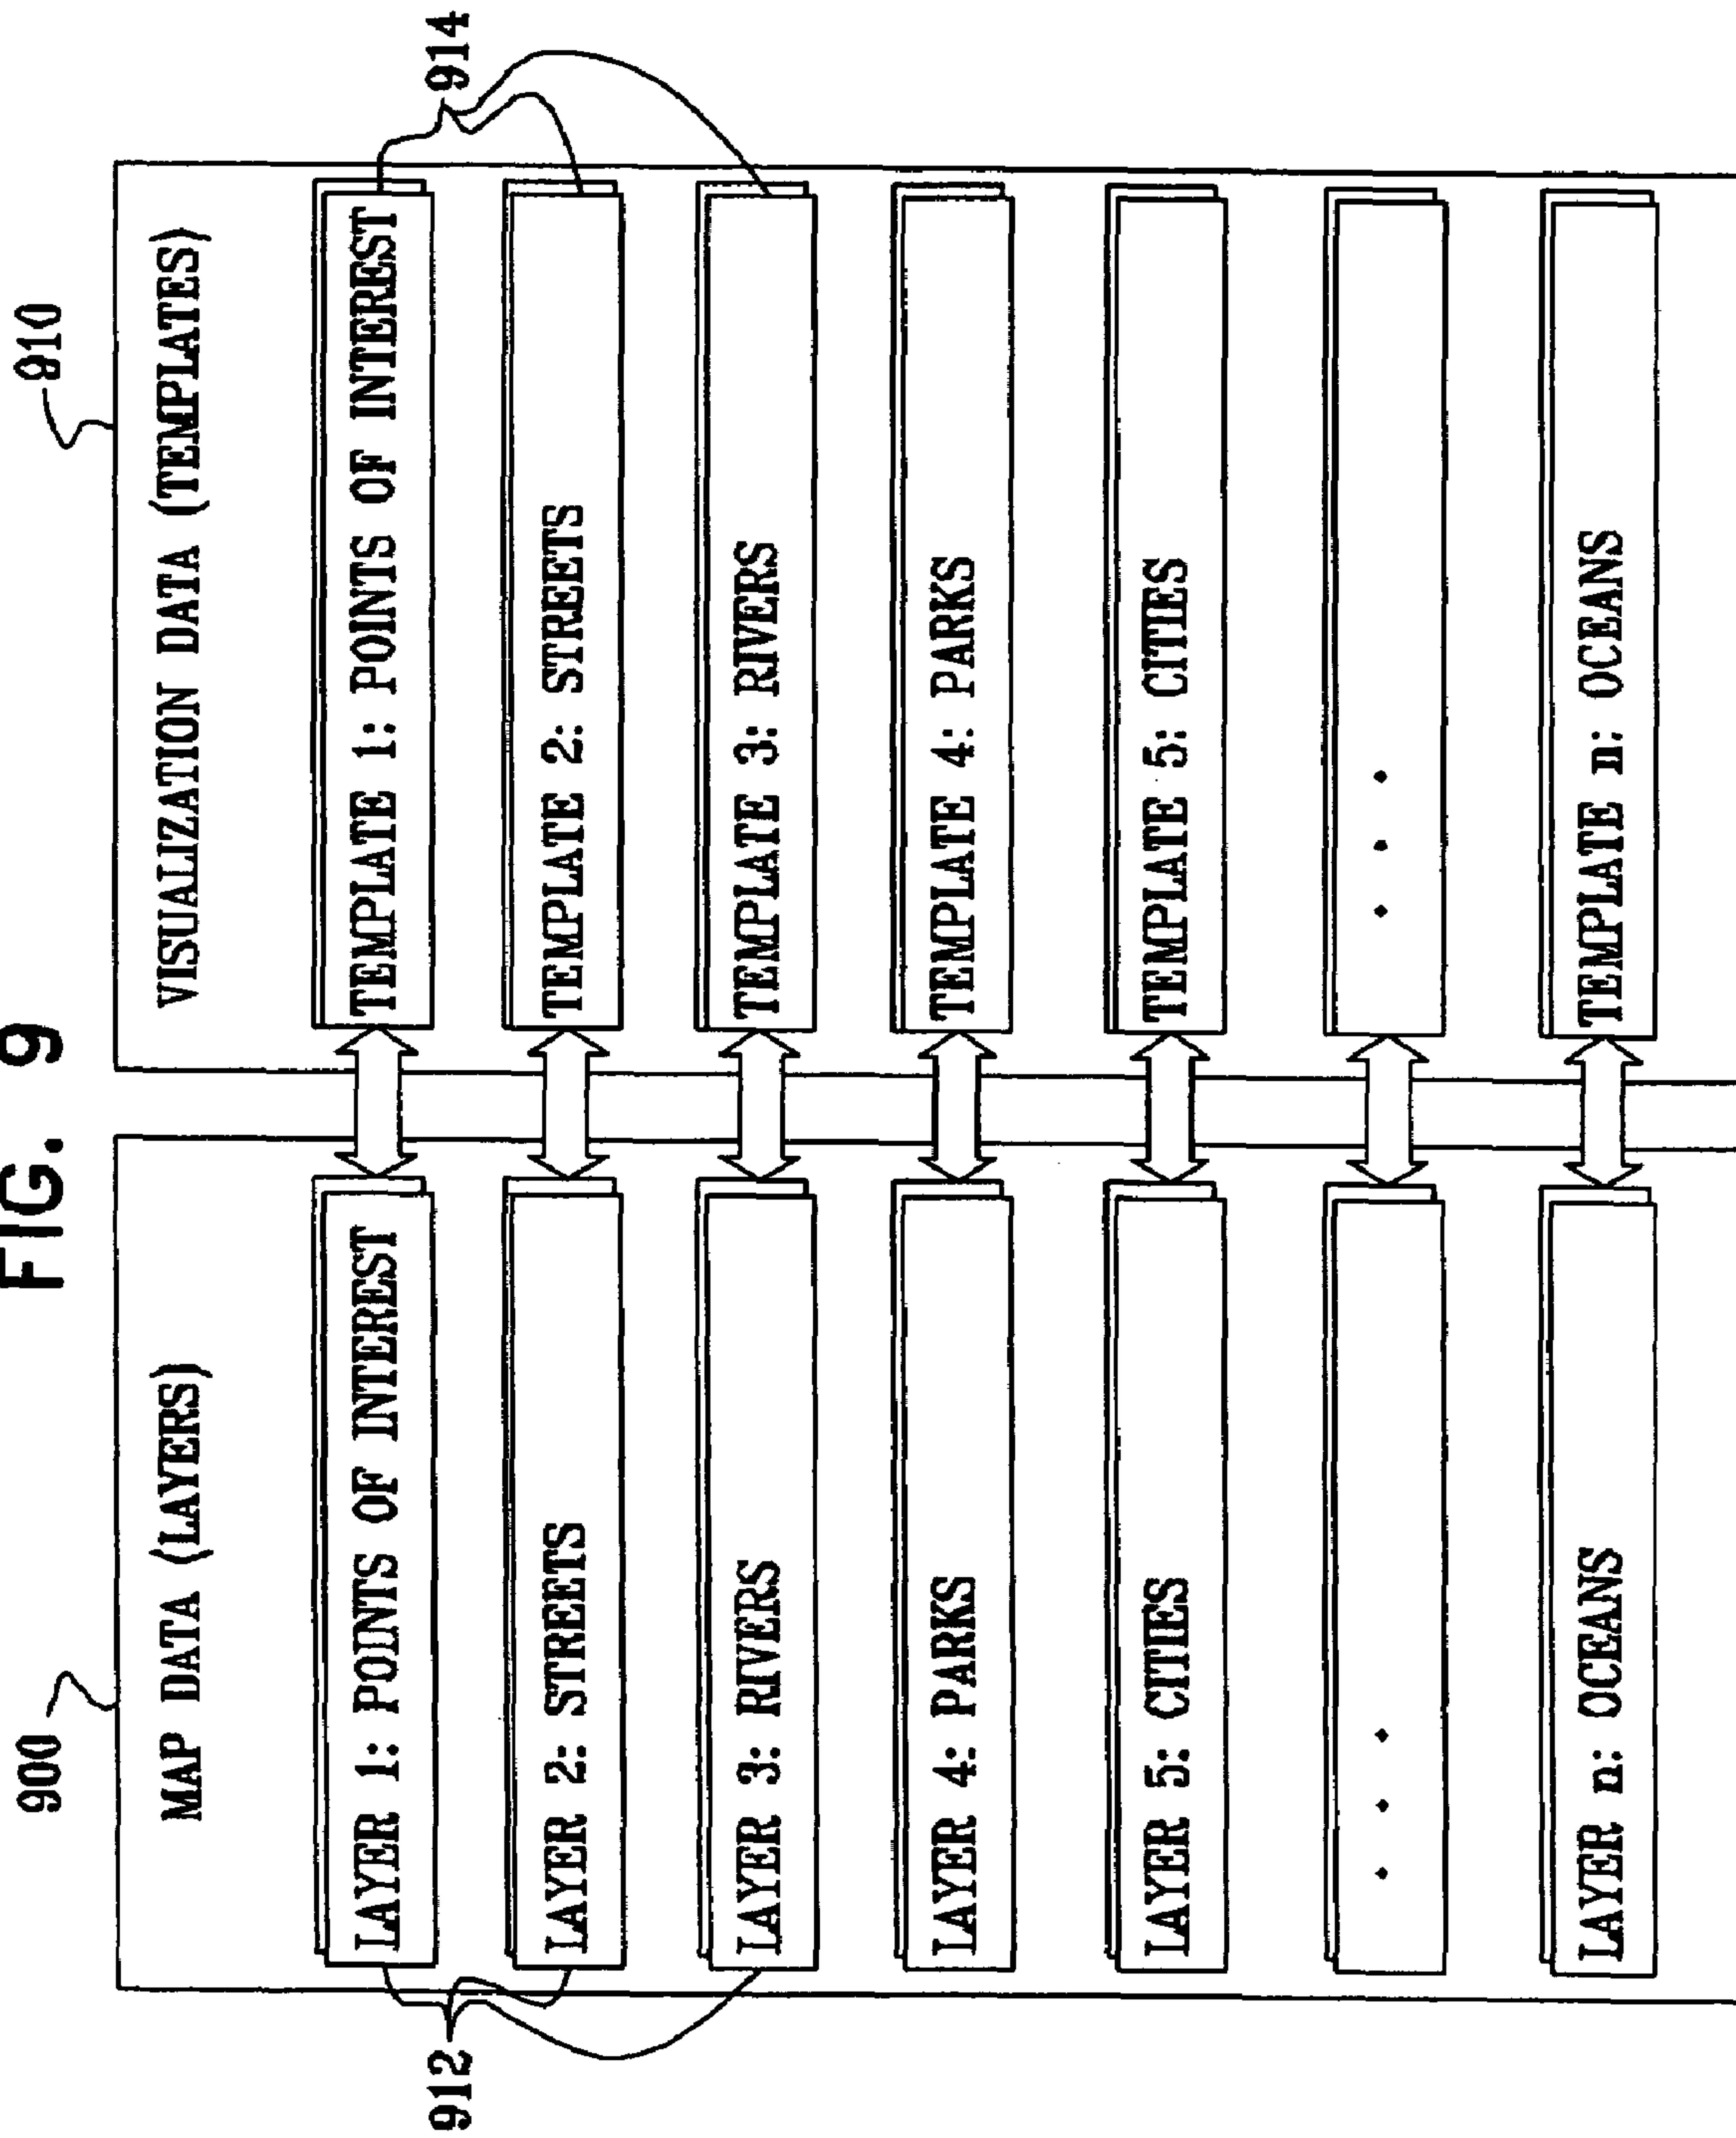 FIG. 9
900
MAP DATA (LAYERS)
LAYER 1: POINTS OF INTEREST
LAYER 2: STREETS
LAYER 3: RIVERS
LAYER 4: PARKS
LAYER 5: CITIES
. . .
LAYER n: OCEANS
912
910
VISUALIZATION DATA (TEMPLATES)
TEMPLATE 1: POINTS OF INTEREST
TEMPLATE 2: STREETS
TEMPLATE 3: RIVERS
TEMPLATE 4: PARKS
TEMPLATE 5: CITIES
. . .
TEMPLATE n: OCEANS
914